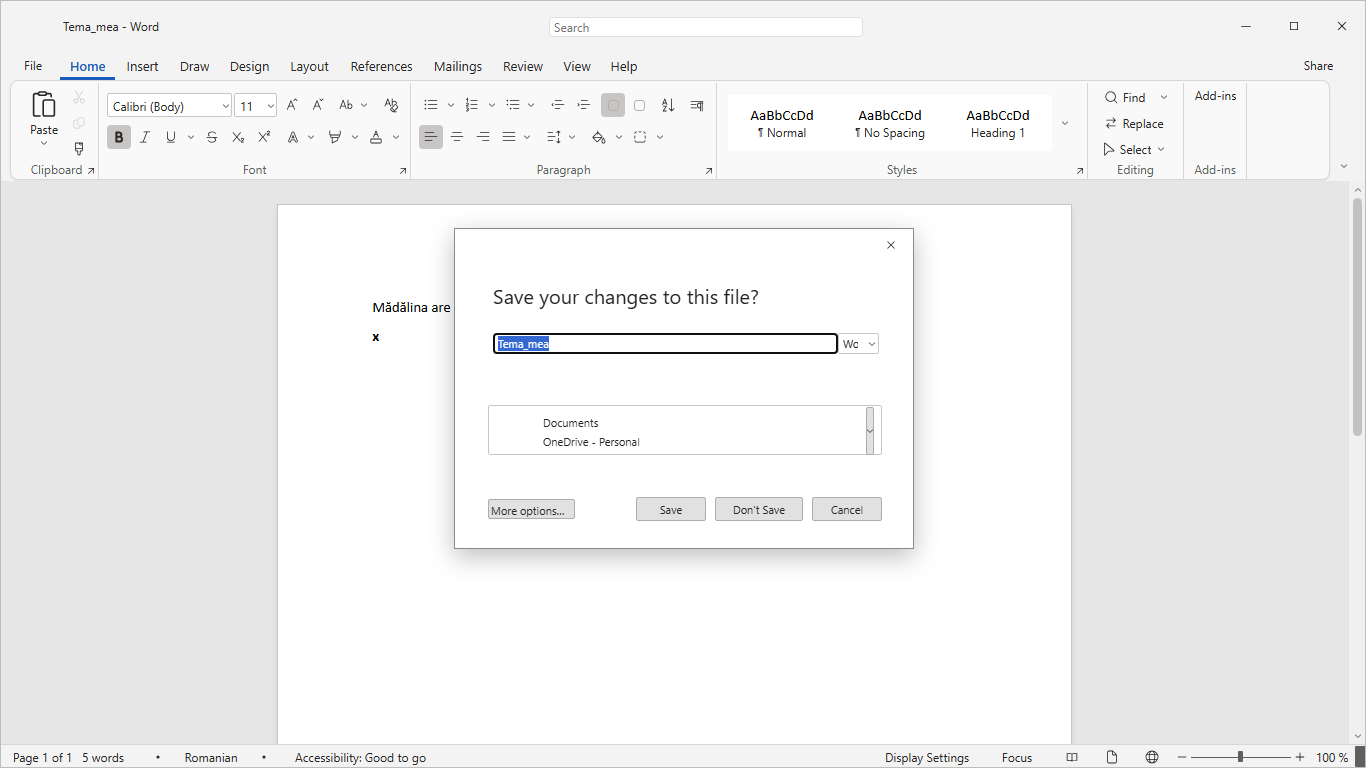 Tema_mea - Word
Search
File Home Insert Draw Design Layout References Mailings Review View Help Share
Paste
Clipboard
Calibri (Body) 11
Font
Paragraph
AaBbCcDd AaBbCcDd AaBbCcDd
¶ Normal ¶ No Spacing Heading 1
Styles
Find
Replace
Select
Editing
Add-ins
Add-ins
Mădălina are
x
Save your changes to this file?
Tema_mea Wo
Documents
OneDrive - Personal
More options... Save Don't Save Cancel
Page 1 of 1 5 words • Romanian • Accessibility: Good to go Display Settings Focus 100 %